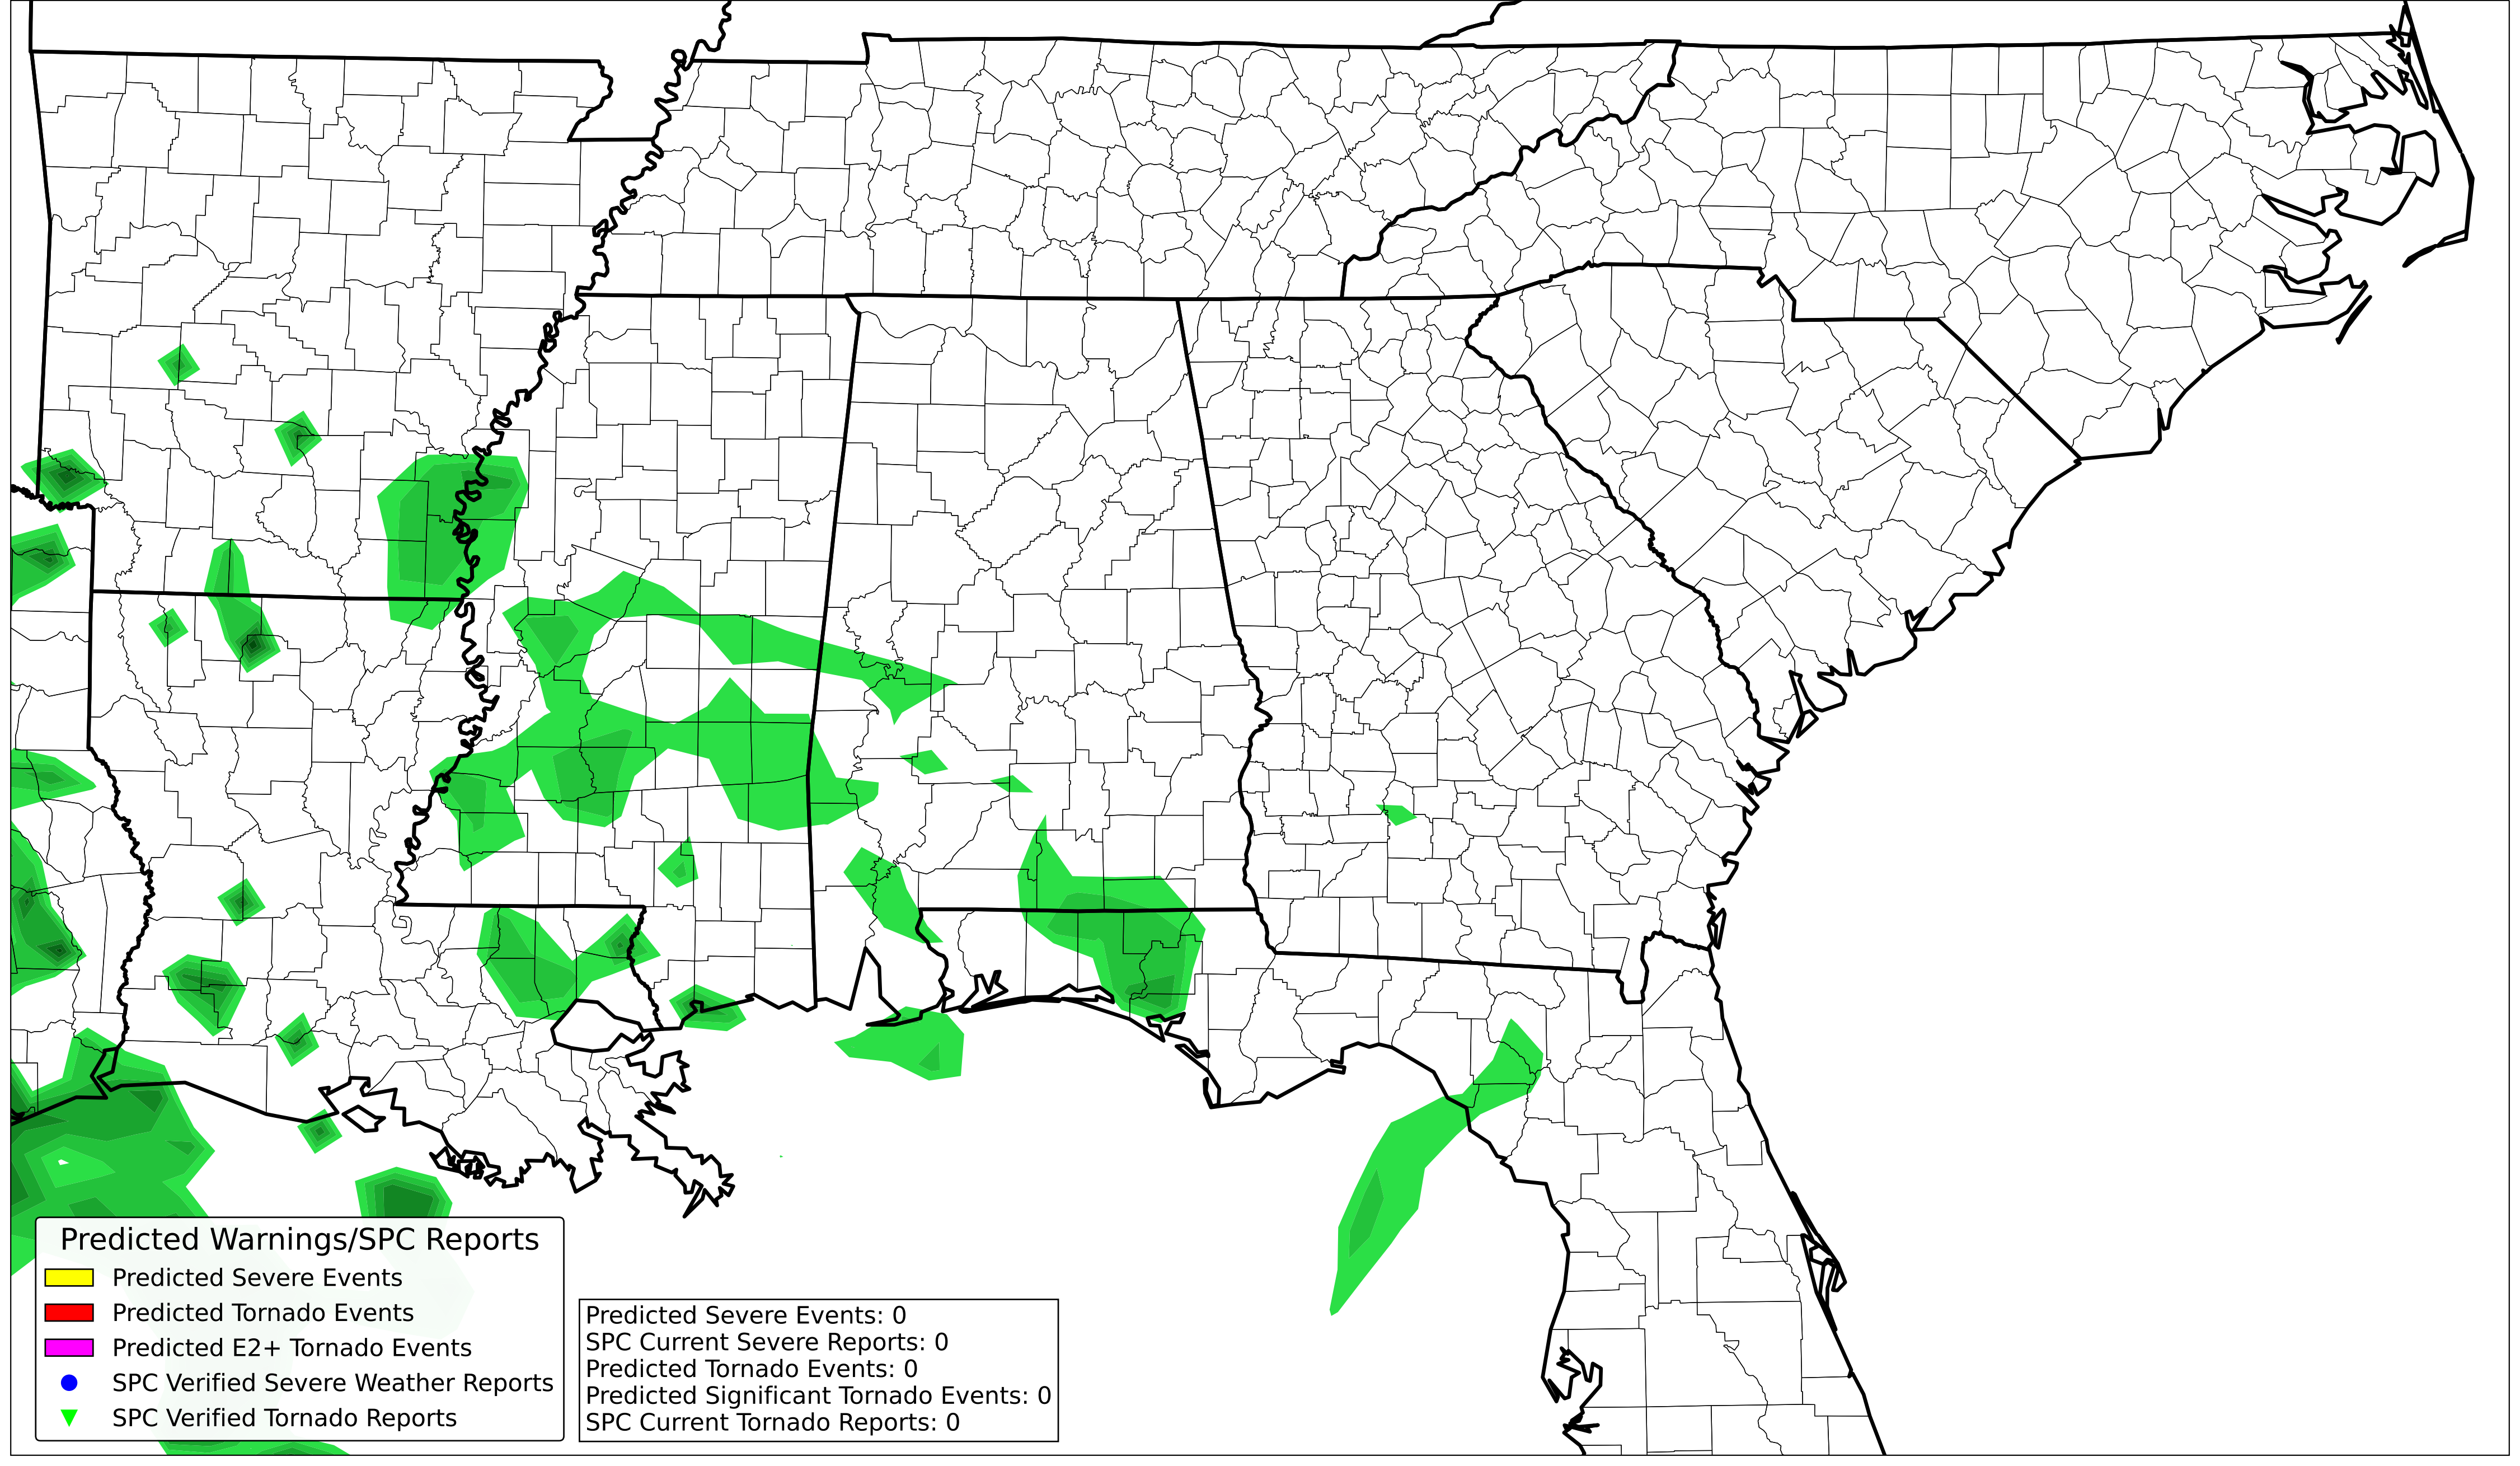 Predicted Warnings/SPC Reports
Predicted Severe Events
Predicted Tornado Events
Predicted E2+ Tornado Events
SPC Verified Severe Weather Reports
SPC Verified Tornado Reports
Predicted Severe Events: 0
SPC Current Severe Reports: 0
Predicted Tornado Events: 0
Predicted Significant Tornado Events: 0
SPC Current Tornado Reports: 0